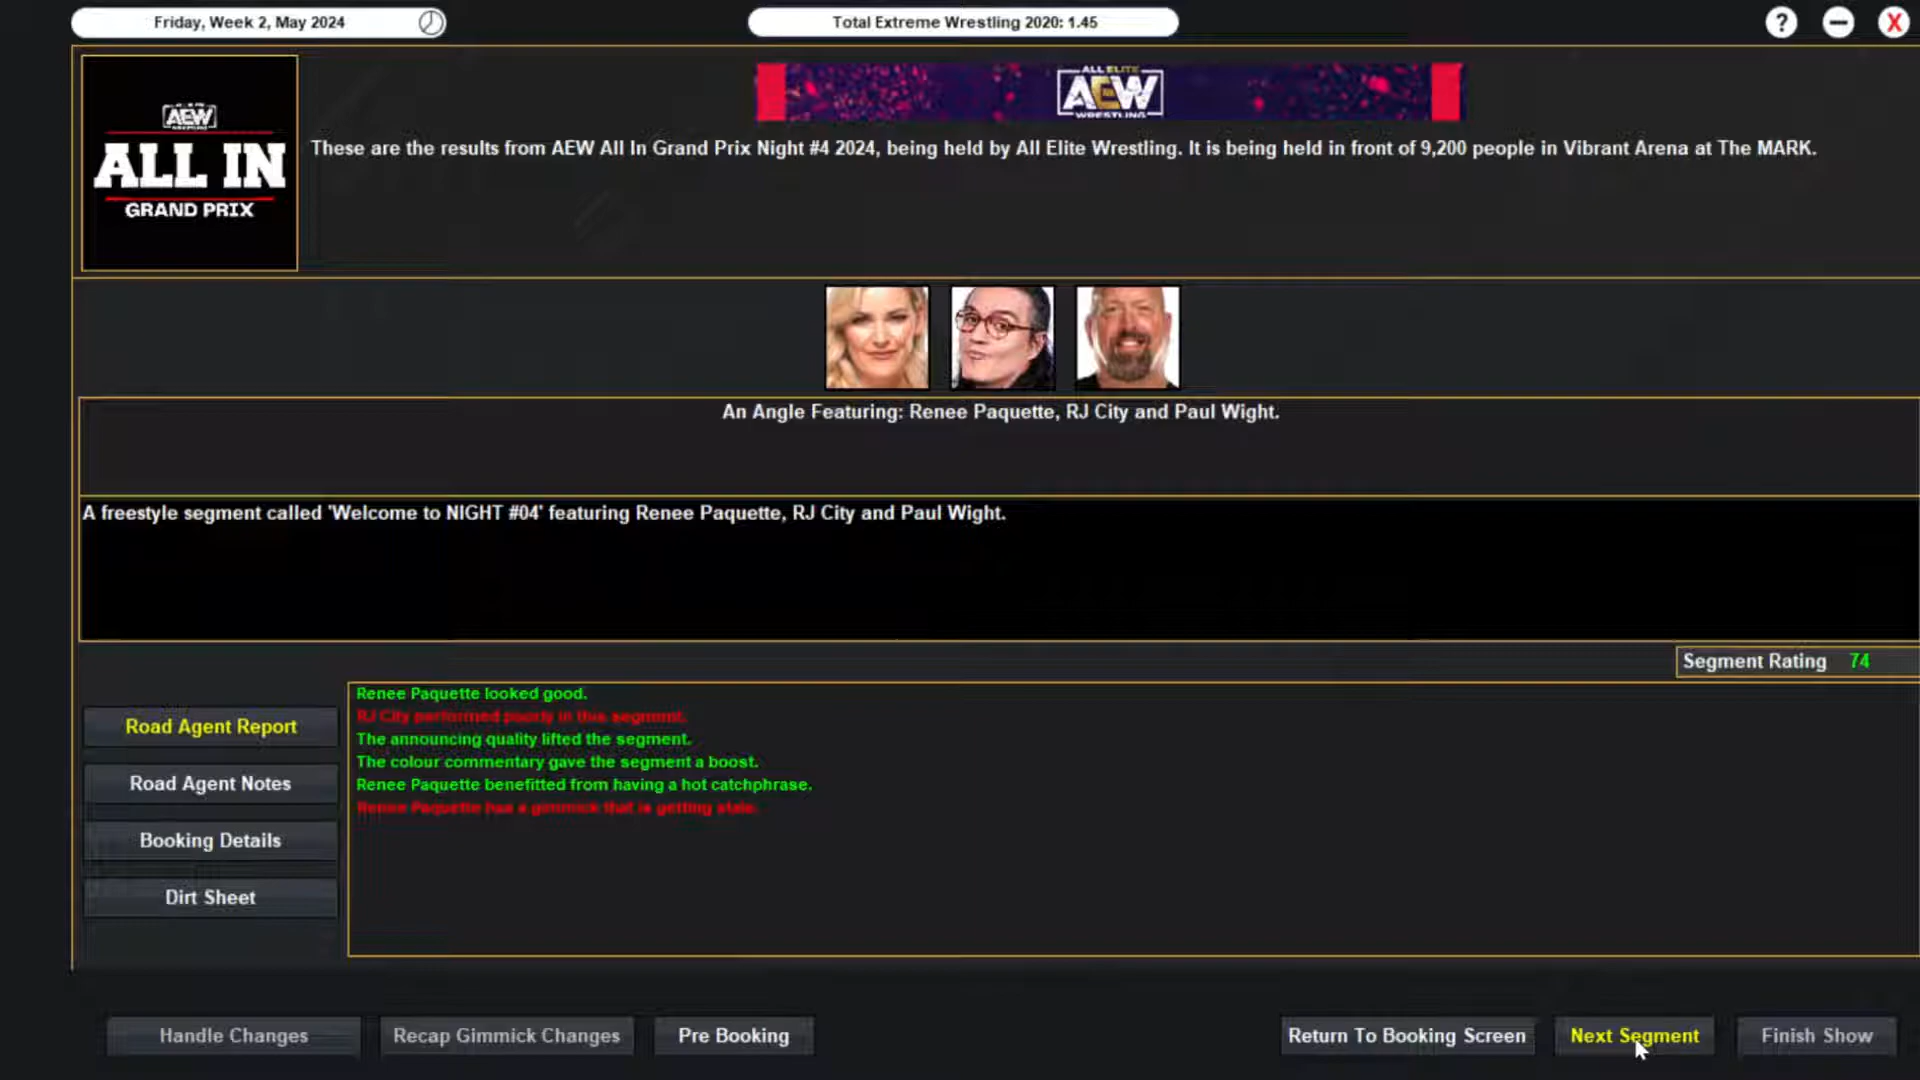 Friday, Week 2, May 2024
Total Extreme Wrestling 2020: 1.45
?
X
AEW
WRESTLING
ALL IN
GRAND PRIX
ALL ELITE
AEW
WRESTLING
These are the results from AEW All In Grand Prix Night #4 2024, being held by All Elite Wrestling. It is being held in front of 9,200 people in Vibrant Arena at The MARK.
An Angle Featuring: Renee Paquette, RJ City and Paul Wight.
A freestyle segment called 'Welcome to NIGHT #04' featuring Renee Paquette, RJ City and Paul Wight.
Segment Rating 74
Road Agent Report
Road Agent Notes
Booking Details
Dirt Sheet
Renee Paquette looked good.
RJ City performed poorly in this segment.
The announcing quality lifted the segment.
The colour commentary gave the segment a boost.
Renee Paquette benefitted from having a hot catchphrase.
Renee Paquette has a gimmick that is getting stale.
Handle Changes
Recap Gimmick Changes
Pre Booking
Return To Booking Screen
Next Segment
Finish Show